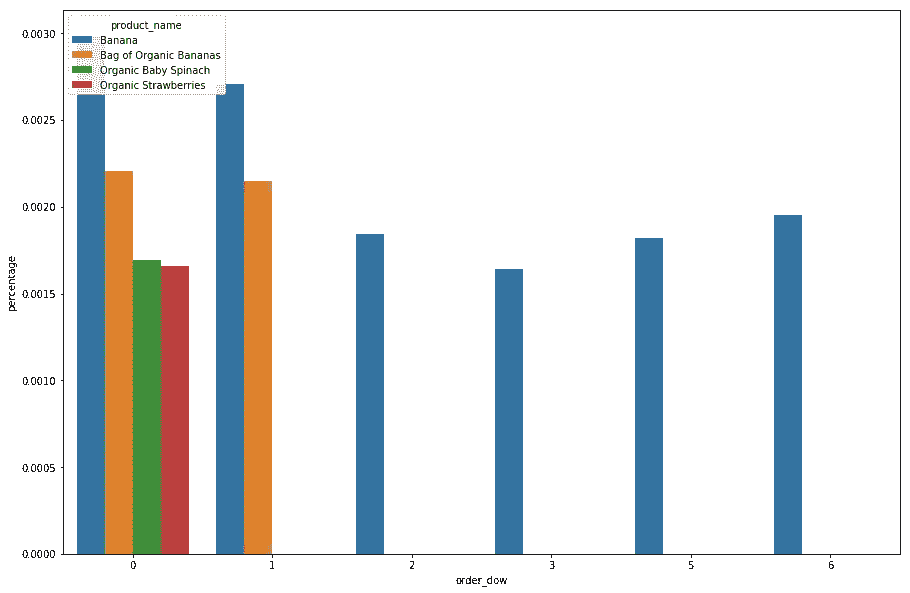 product_name
Banana
Bag of Organic Bananas
Organic Baby Spinach
Organic Strawberries
0.0030
0.0025
0.0020
0.0015
0.0010
0.0005
0.0000
percentage
0 1 2 3 5 6
order_dow